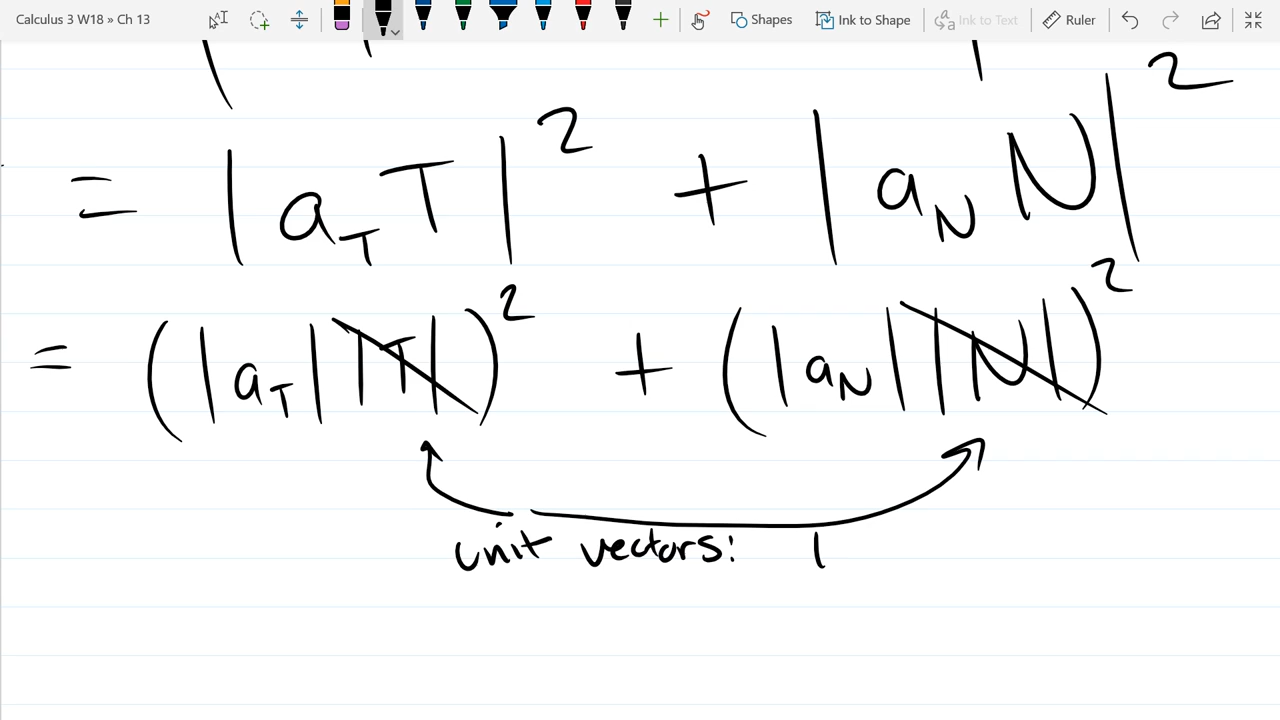 Calculus 3 W18 » Ch 13 Shapes Ink to Shape Ink to Text Ruler
= |a_T T|² + |a_N N|²
= (|a_T||T|)² + (|a_N||N|)²
unit vectors: 1